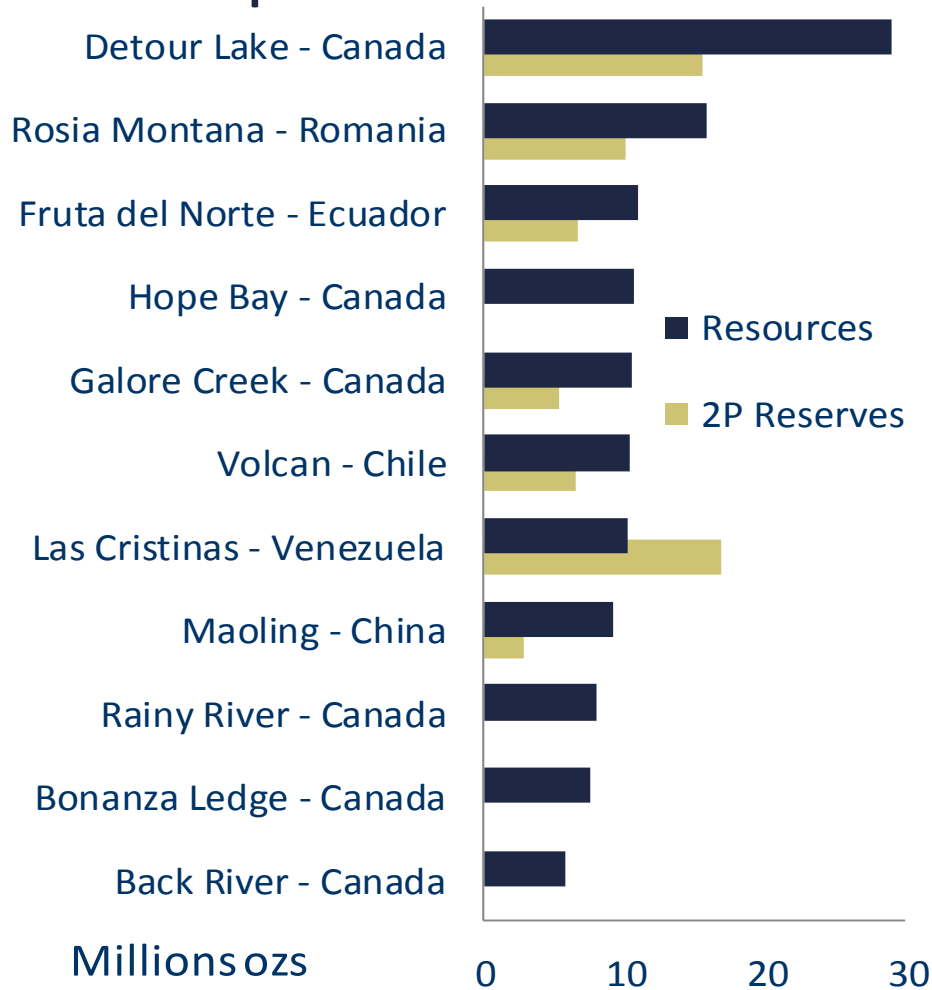 Detour Lake - Canada
Rosia Montana - Romania
Fruta del Norte - Ecuador
Hope Bay - Canada
Resources
Galore Creek - Canada
2P Reserves
Volcan - Chile
Las Cristinas - Venezuela
Maoling - China
Rainy River - Canada
Bonanza Ledge - Canada
Back River - Canada
Millions ozs
0 10 20 30